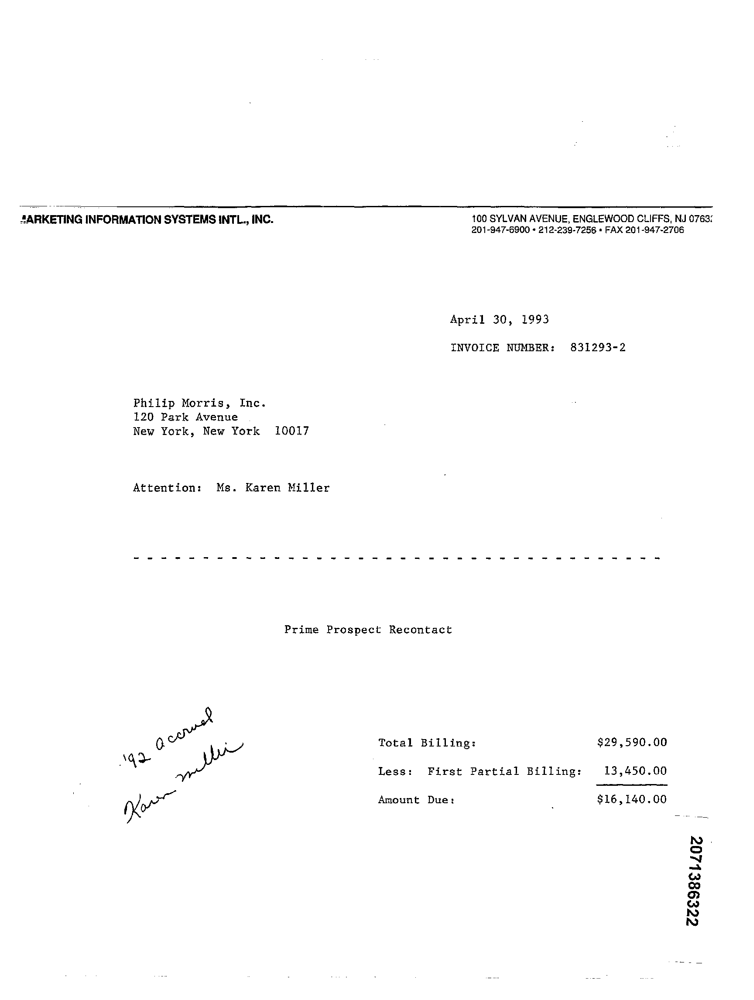 ARKETING INFORMATION SYSTEMS INTL., INC.
100 SYLVAN AVENUE, ENGLEWOOD CLIFFS, NJ 0763
201-947-6900 • 212-239-7256 • FAX 201-947-2706
April 30, 1993
INVOICE NUMBER: 831293-2
Philip Morris, Inc.
120 Park Avenue
New York, New York 10017
Attention: Ms. Karen Miller
- - - - - - - - - - - - - - - - - - - - - - - - - - - - - - - - - - - - - -
Prime Prospect Recontact
'92 accrual
Karen Miller
Total Billing: $29,590.00
Less: First Partial Billing: 13,450.00
Amount Due: $16,140.00
2071386322